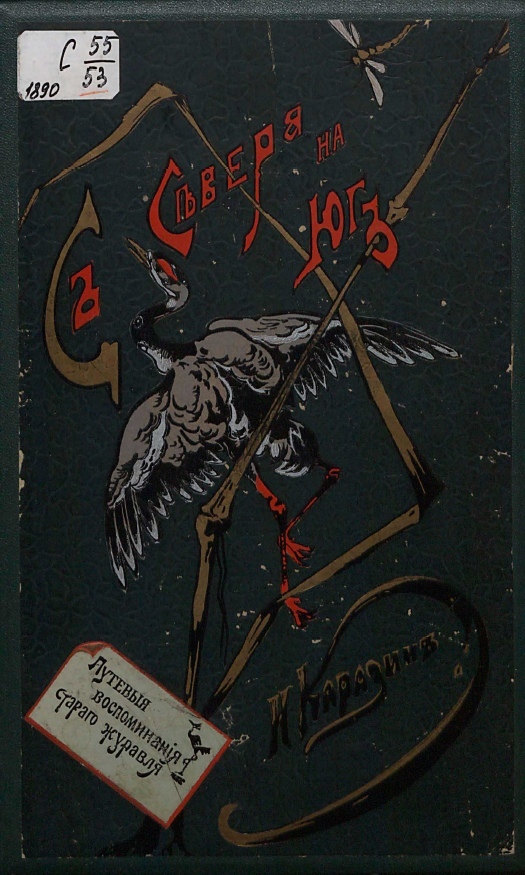 С 55
53
1890
Съ Сѣверя на Югъ
Путевыя
воспоминанія
стараго журавля
Н Каразинъ